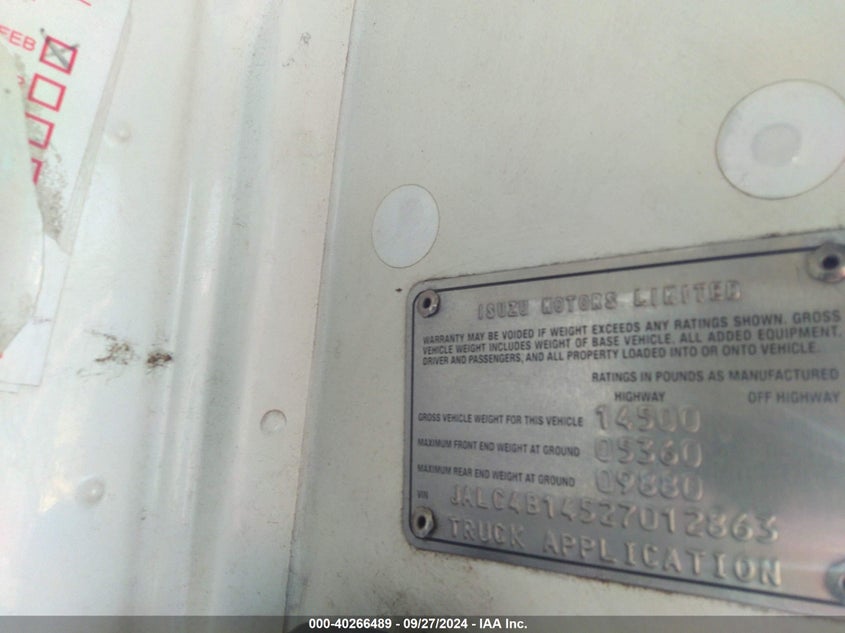 FEB
ISUZU MOTORS LIMITED
WARRANTY MAY BE VOIDED IF WEIGHT EXCEEDS ANY RATINGS SHOWN. GROSS
VEHICLE WEIGHT INCLUDES WEIGHT OF BASE VEHICLE, ALL ADDED EQUIPMENT,
DRIVER AND PASSENGERS, AND ALL PROPERTY LOADED INTO OR ONTO VEHICLE.
RATINGS IN POUNDS AS MANUFACTURED
HIGHWAY OFF HIGHWAY
GROSS VEHICLE WEIGHT FOR THIS VEHICLE 14500
MAXIMUM FRONT END WEIGHT AT GROUND 05360
MAXIMUM REAR END WEIGHT AT GROUND 09880
VIN JALC4B14527012863
TRUCK APPLICATION
000-40266489 - 09/27/2024 - IAA Inc.